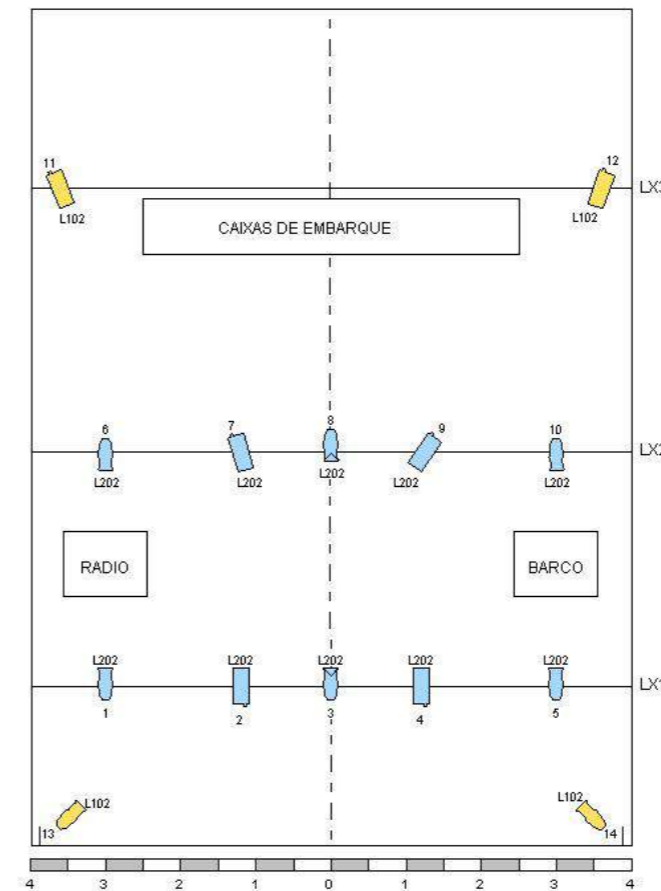 11 12
LX3
L102 L102
CAIXAS DE EMBARQUE
6 7 8 9 10
LX2
L202 L202 L202 L202 L202
RADIO BARCO
L202 L202 L202 L202 L202
LX1
1 2 3 4 5
L102 L102
13 14
4 3 2 1 0 1 2 3 4